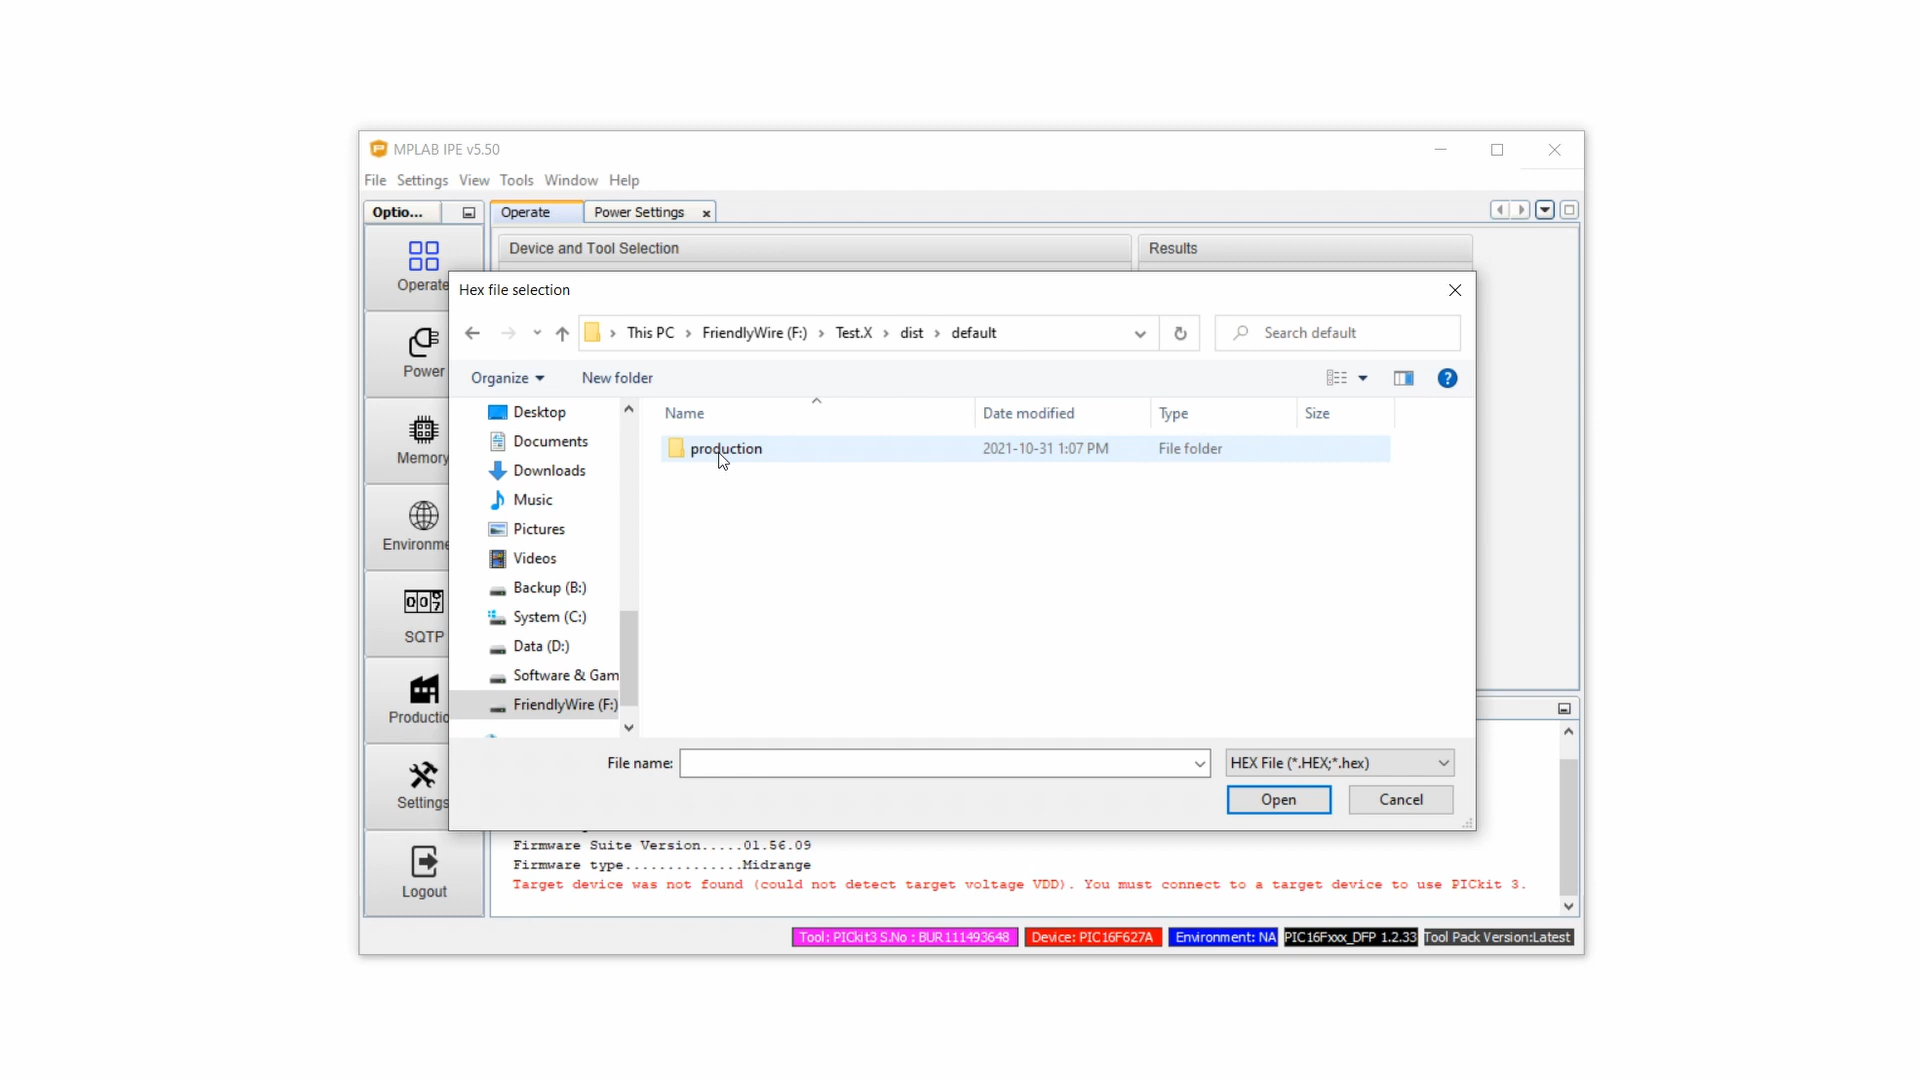 MPLAB IPE v5.50
File Settings View Tools Window Help
Optio...
Operate
Power Settings
Device and Tool Selection
Results
Operate
Power
Memory
Environme
SQTP
Productio
Settings
Logout
Hex file selection
This PC > FriendlyWire (F:) > Test.X > dist > default
Search default
Organize
New folder
Desktop
Documents
Downloads
Music
Pictures
Videos
Backup (B:)
System (C:)
Data (D:)
Software & Gam
FriendlyWire (F:)
Name Date modified Type Size
production 2021-10-31 1:07 PM File folder
File name:
HEX File (*.HEX;*.hex)
Open Cancel
Firmware Suite Version.....01.56.09
Firmware type..............Midrange
Target device was not found (could not detect target voltage VDD). You must connect to a target device to use PICkit 3.
Tool: PICkit3 S.No : BUR111493648 Device: PIC16F627A Environment: NA PIC16Fxxx_DFP 1.2.33 Tool Pack Version:Latest